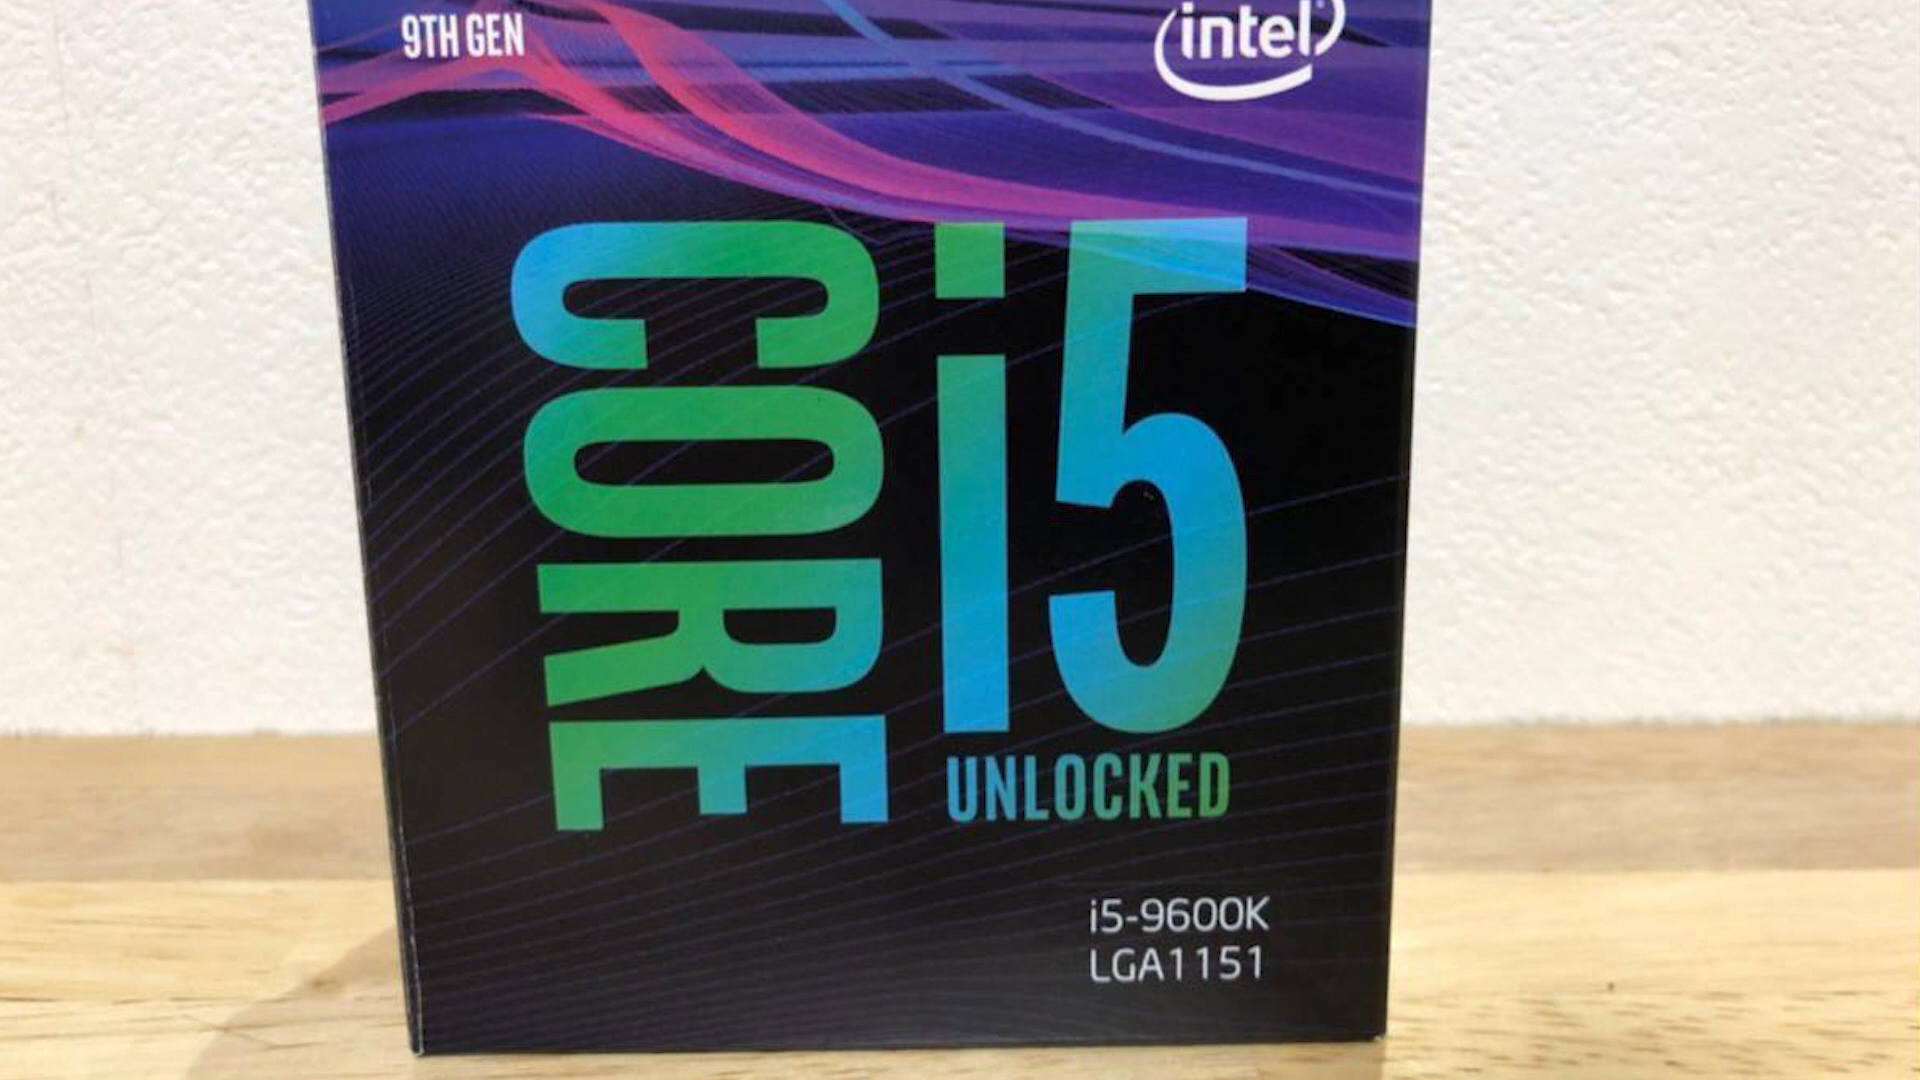 9TH GEN
intel
CORE
i5
UNLOCKED
i5-9600K
LGA1151